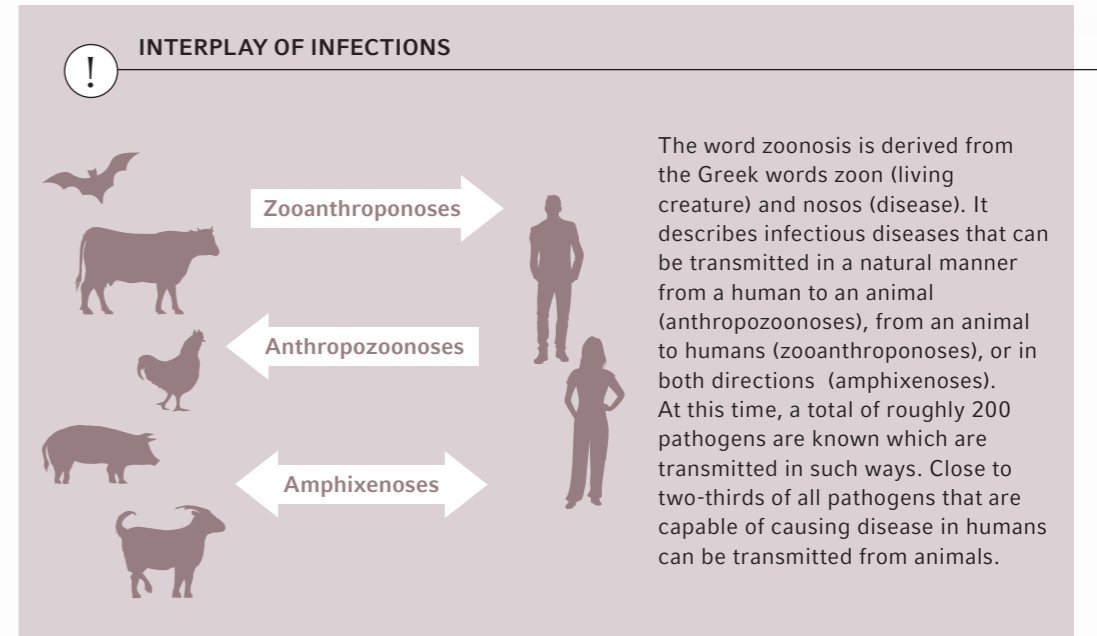 !
INTERPLAY OF INFECTIONS
Zooanthroponoses
Anthropozoonoses
Amphixenoses
The word zoonosis is derived from
the Greek words zoon (living
creature) and nosos (disease). It
describes infectious diseases that can
be transmitted in a natural manner
from a human to an animal
(anthropozoonoses), from an animal
to humans (zooanthroponoses), or in
both directions  (amphixenoses).
At this time, a total of roughly 200
pathogens are known which are
transmitted in such ways. Close to
two-thirds of all pathogens that are
capable of causing disease in humans
can be transmitted from animals.